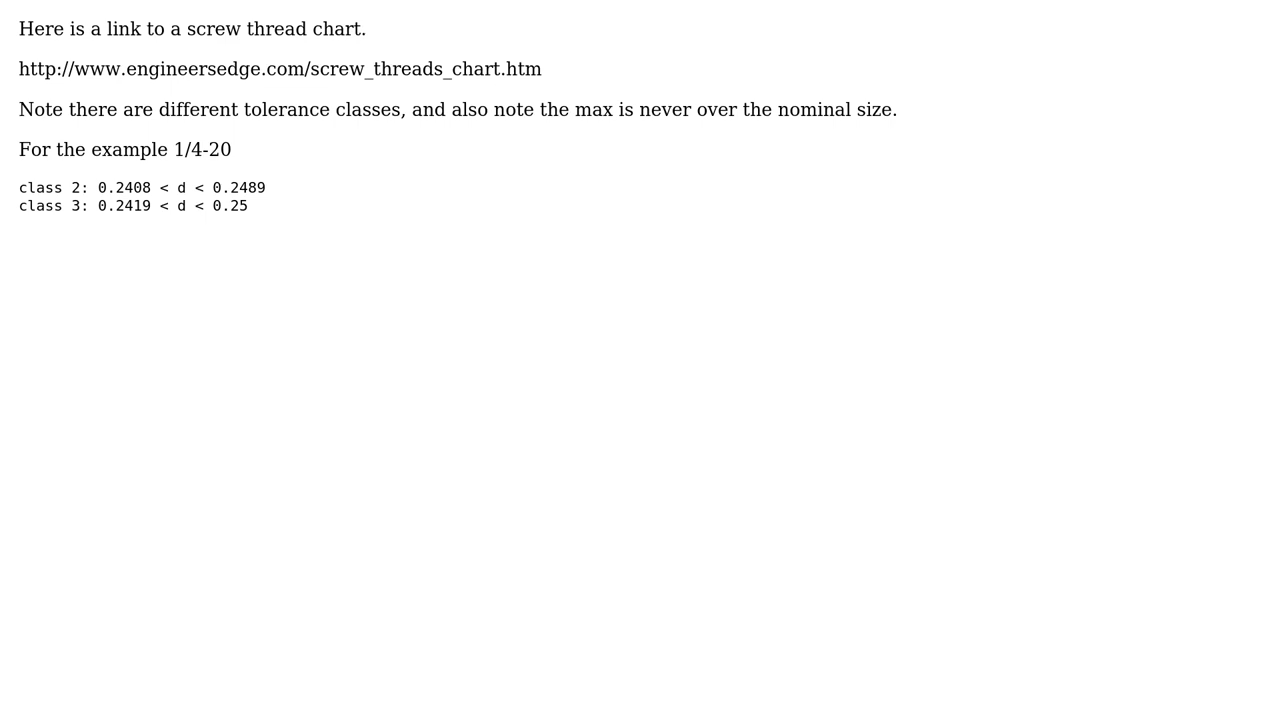 Here is a link to a screw thread chart.
http://www.engineersedge.com/screw_threads_chart.htm
Note there are different tolerance classes, and also note the max is never over the nominal size.
For the example 1/4-20
class 2: 0.2408 < d < 0.2489
class 3: 0.2419 < d < 0.25